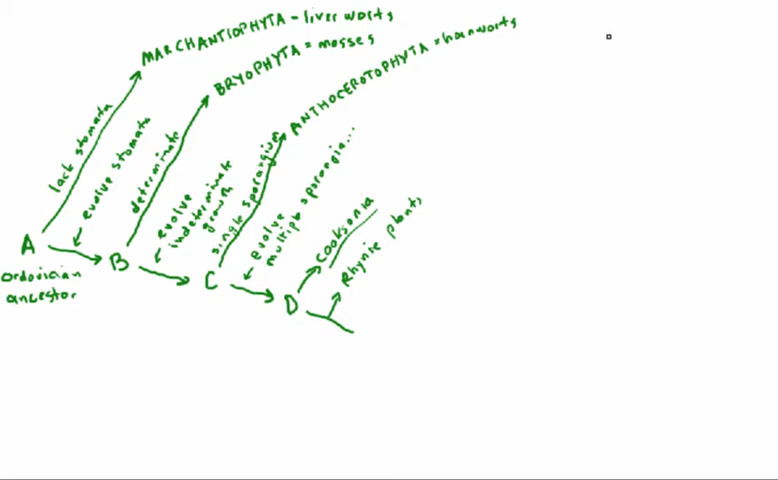 MARCHANTIOPHYTA - liver worts
BRYOPHYTA = mosses
ANTHOCEROTOPHYTA = hornworts
lack stomata
evolve stomata
determinate
evolve
indeterminate
growth
single sporangium
evolve
multiple sporangia...
Cooksonia
Rhynie plants
A
ordovician
ancestor
B
C
D